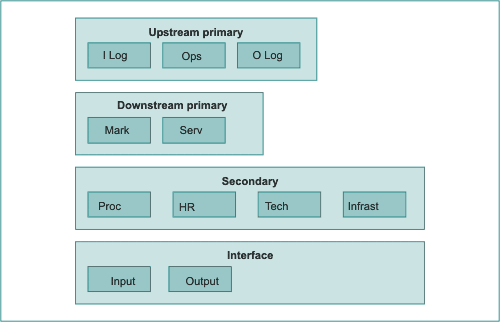 Upstream primary
I Log Ops O Log
Downstream primary
Mark Serv
Secondary
Proc HR Tech Infrast
Interface
Input Output